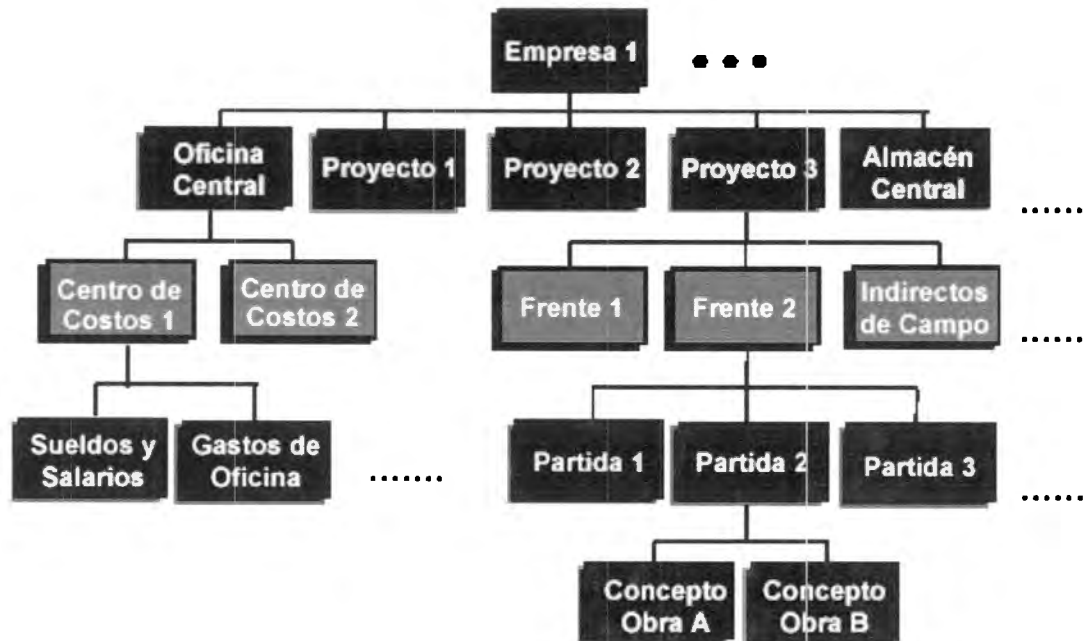 Empresa 1
Oficina
Central
Proyecto 1
Proyecto 2
Proyecto 3
Almacén
Central
Centro de
Costos 1
Centro de
Costos 2
Frente 1
Frente 2
Indirectos
de Campo
Sueldos y
Salarios
Gastos de
Oficina
Partida 1
Partida 2
Partida 3
Concepto
Obra A
Concepto
Obra B